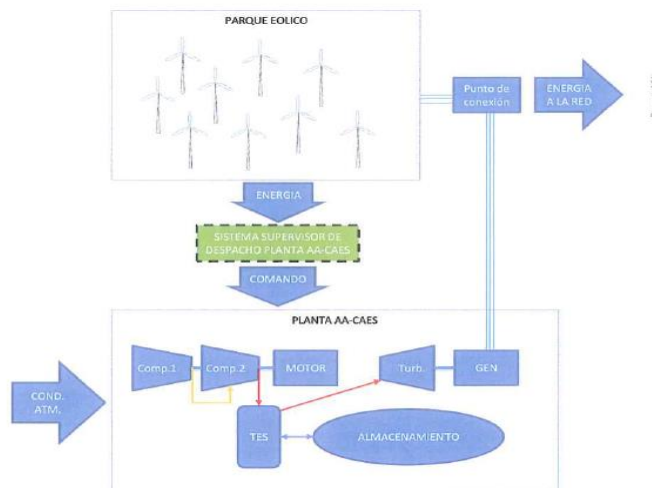 PARQUE EOLICO
Punto de
conexión
ENERGIA
A LA RED
ENERGIA
SISTEMA SUPERVISOR DE
DESPACHO PLANTA AA-CAES
COMANDO
PLANTA AA-CAES
Comp.1
Comp.2
MOTOR
Turb.
GEN
COND.
ATM.
TES
ALMACENAMIENTO